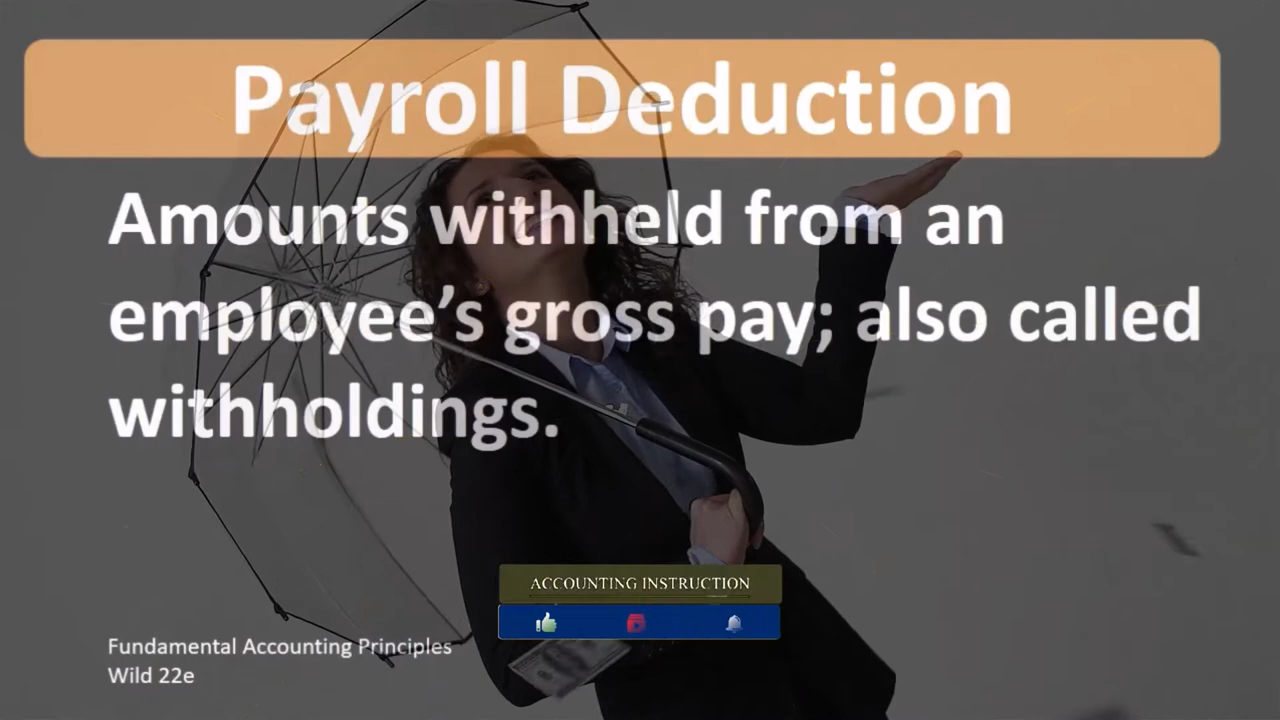 Payroll Deduction
Amounts withheld from an
employee’s gross pay; also called
withholdings.
ACCOUNTING INSTRUCTION
Fundamental Accounting Principles
Wild 22e